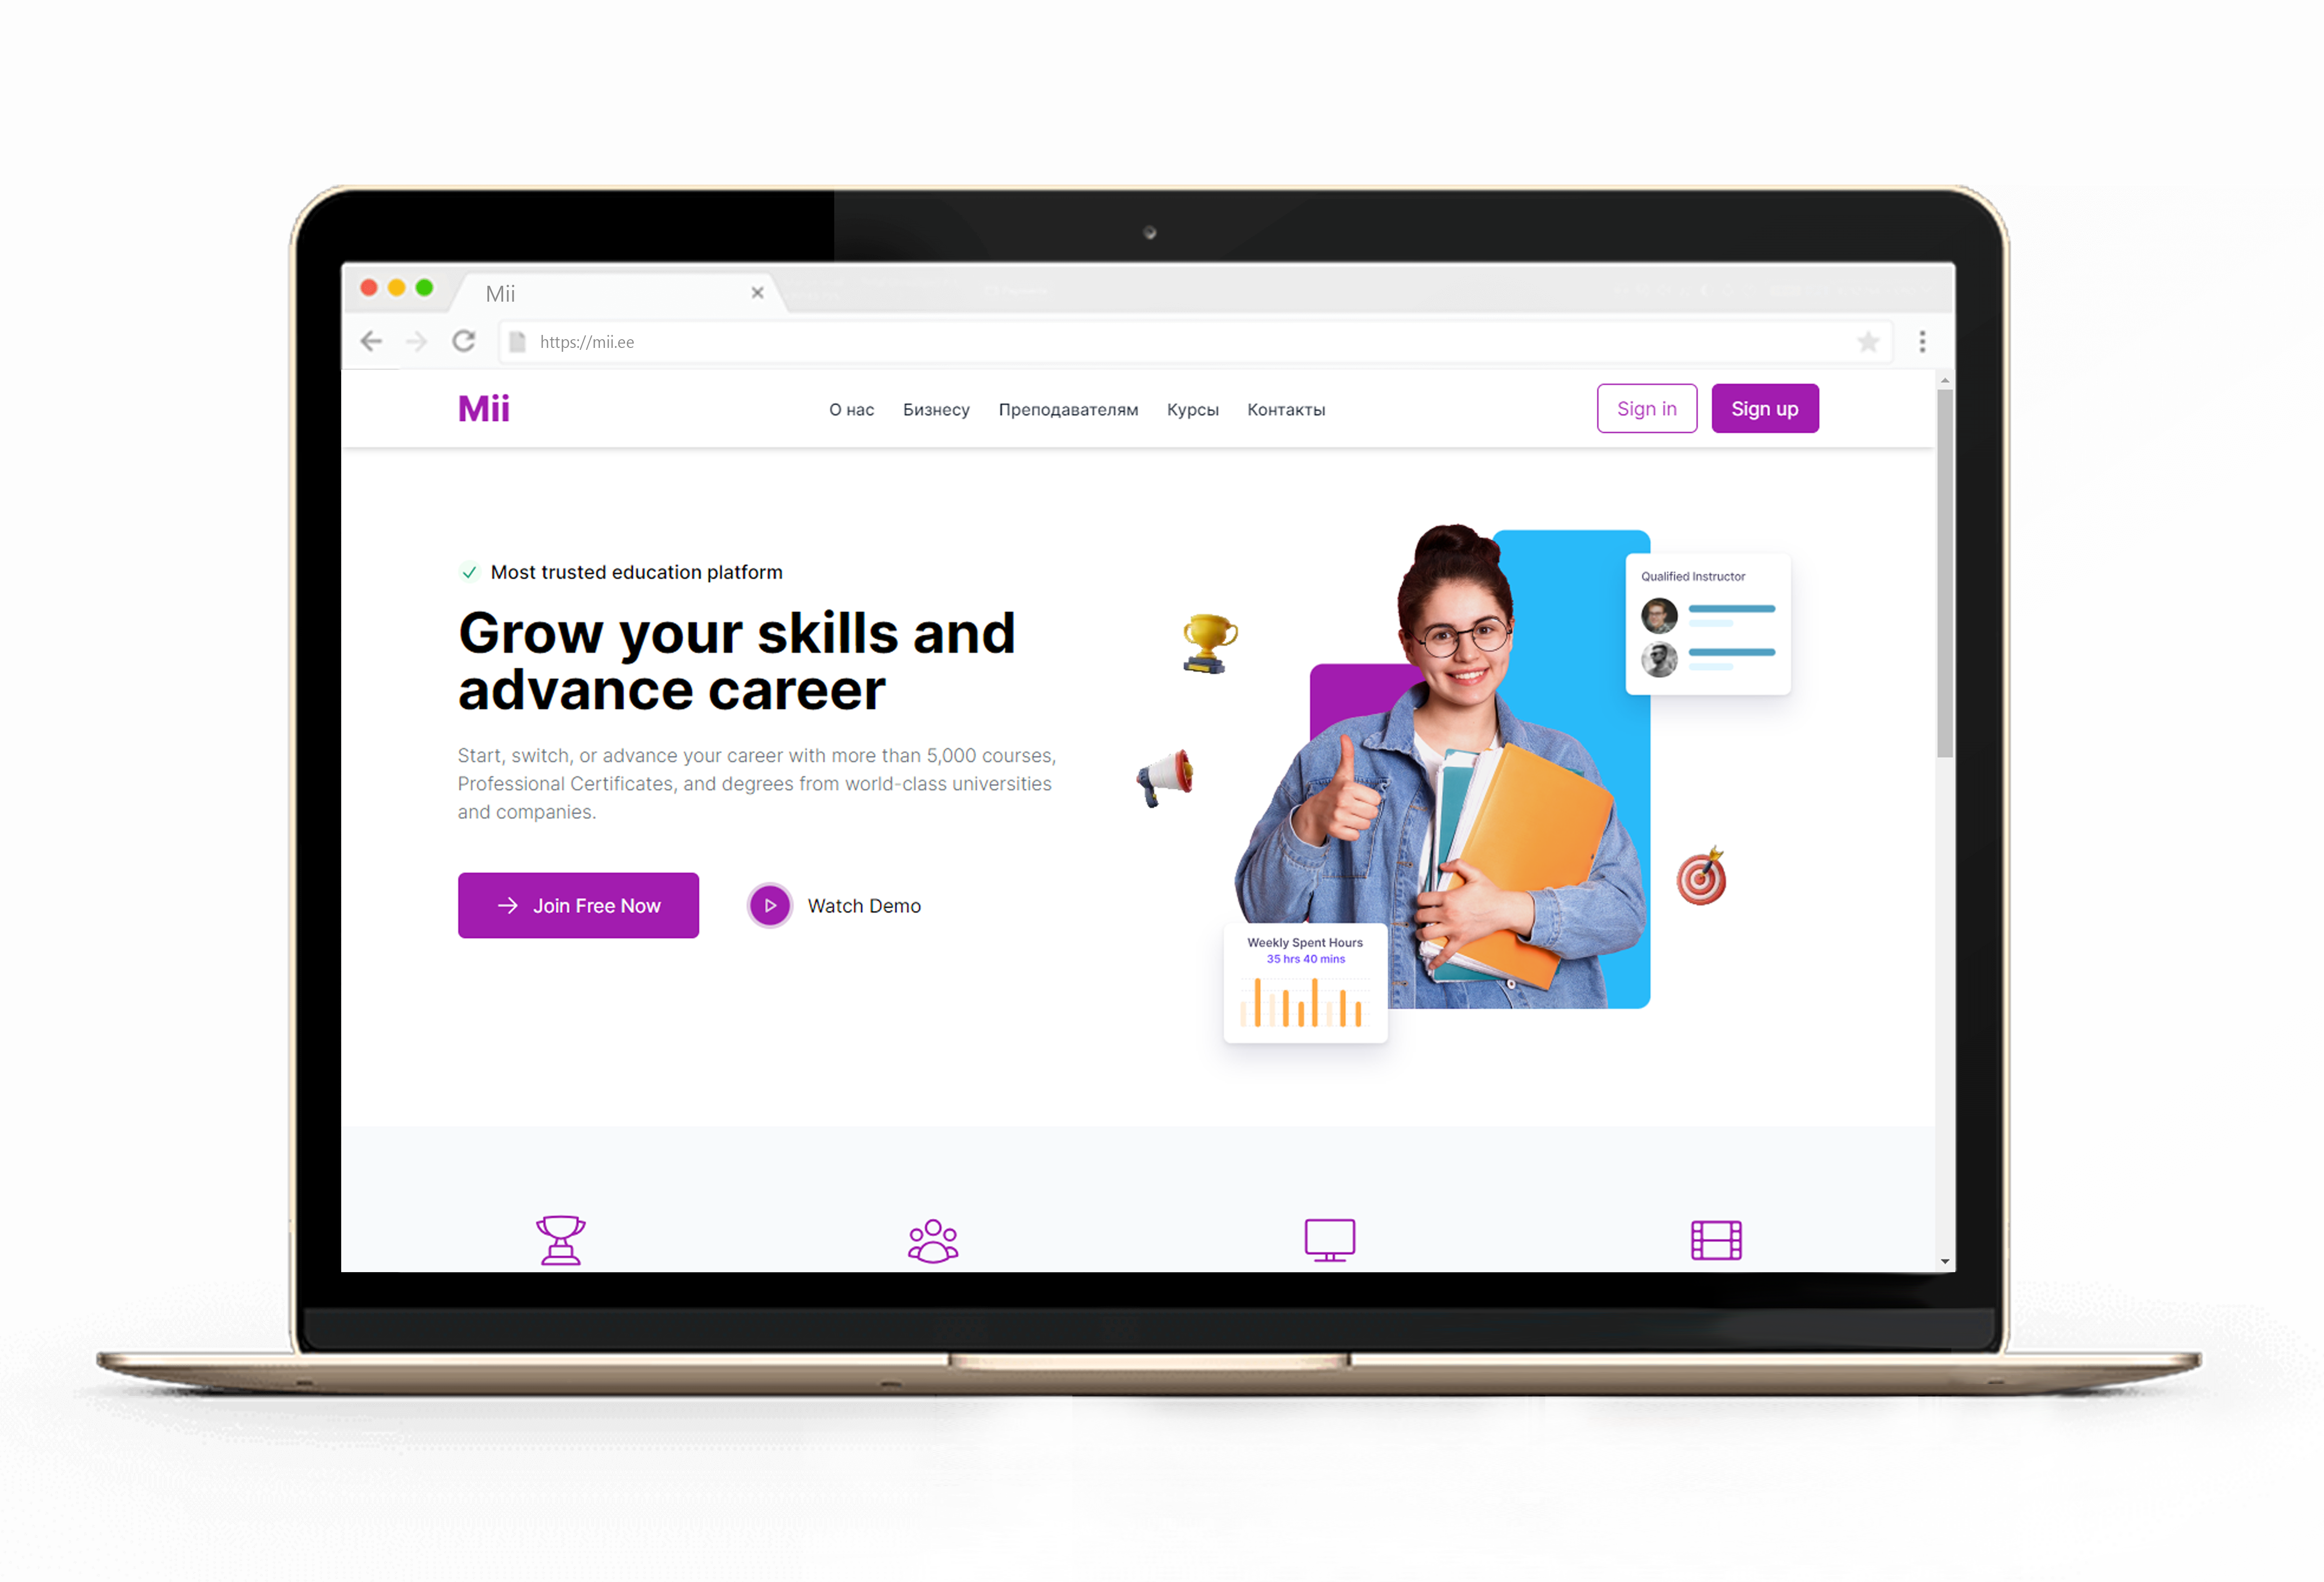 Mii
https://mii.ee
Mii
О нас Бизнесу Преподавателям Курсы Контакты
Sign in Sign up
Most trusted education platform
Grow your skills and
advance career
Start, switch, or advance your career with more than 5,000 courses,
Professional Certificates, and degrees from world-class universities
and companies.
Join Free Now Watch Demo
Qualified Instructor
Weekly Spent Hours
35 hrs 40 mins